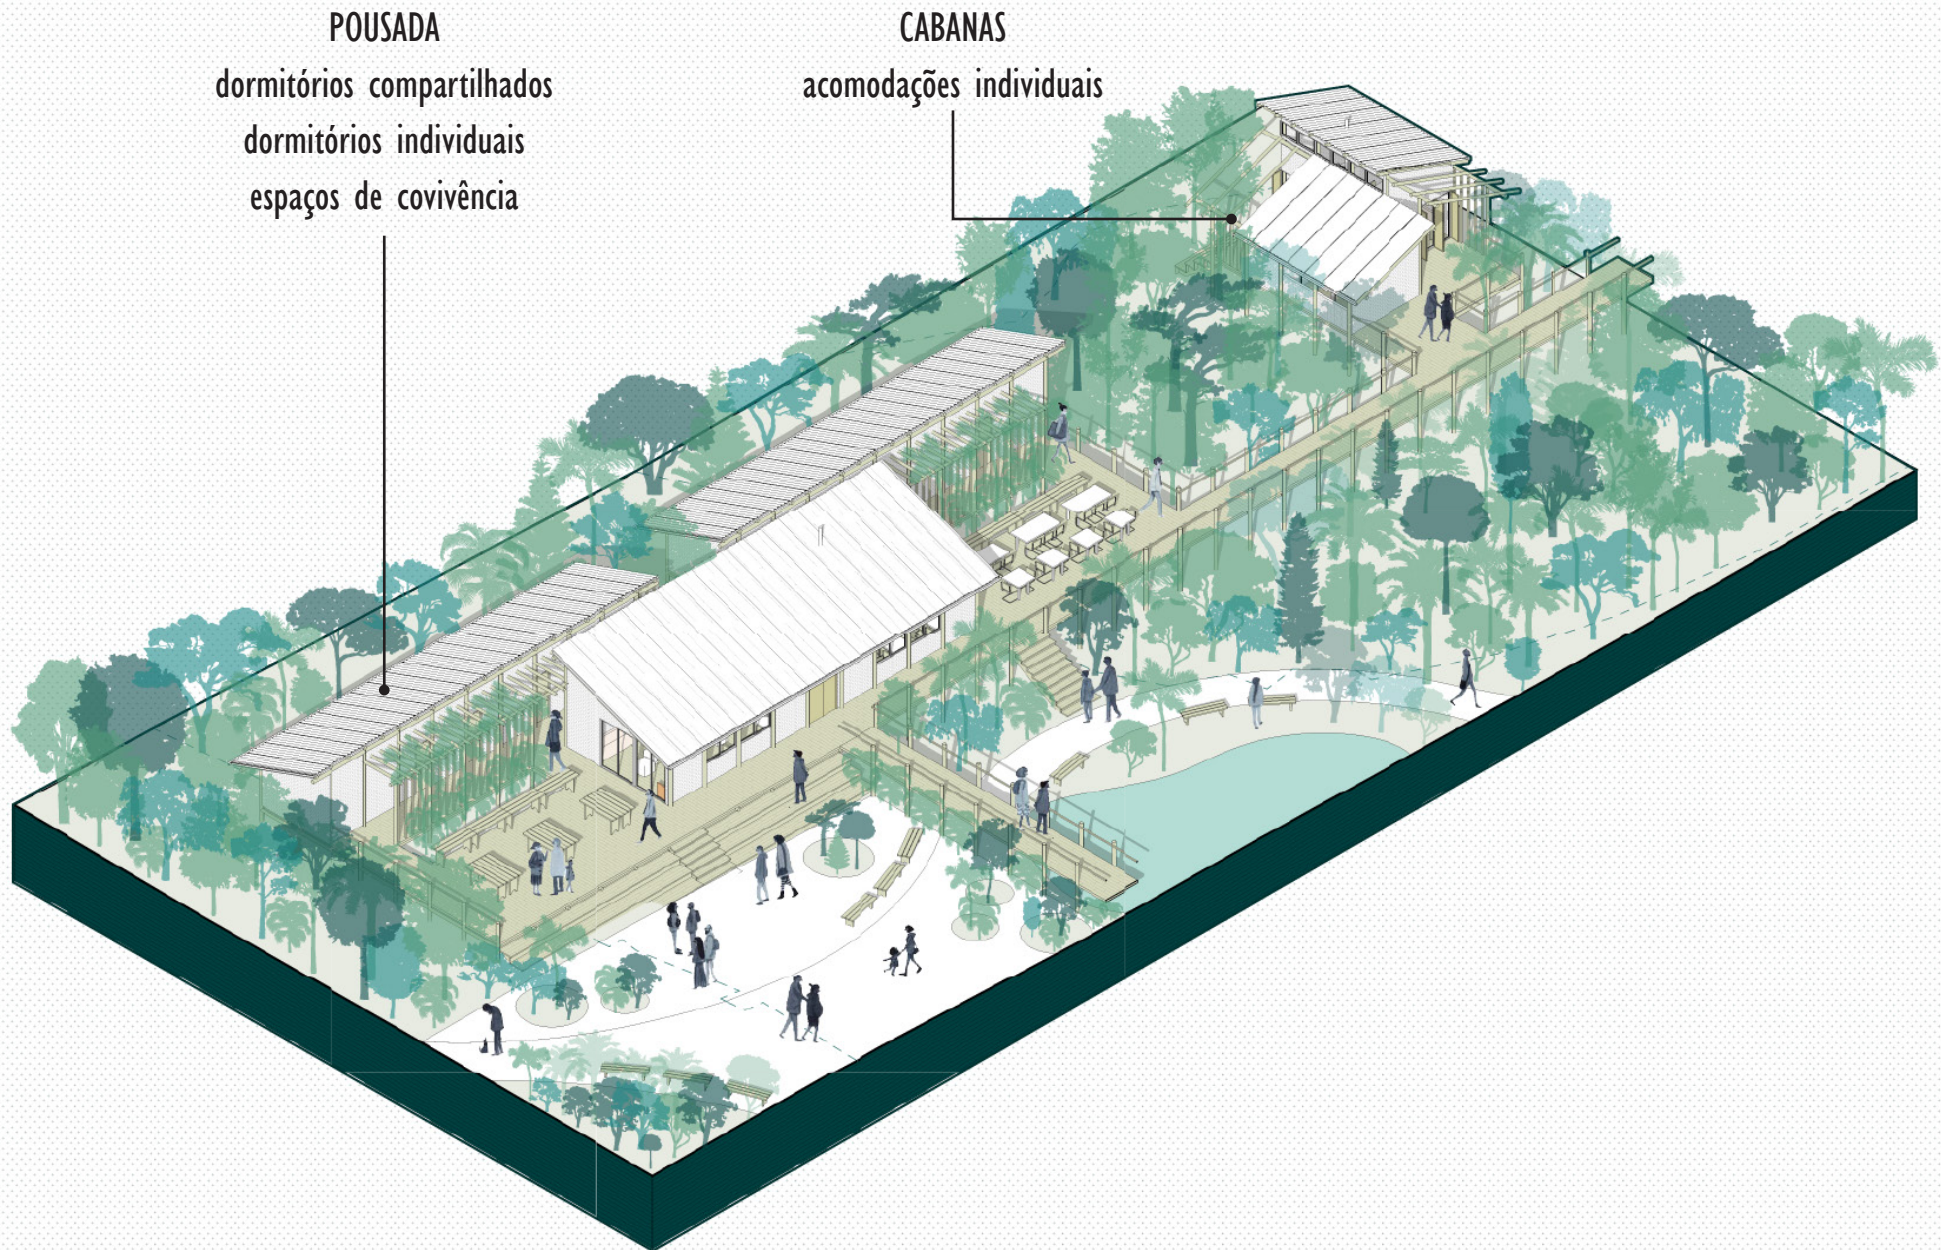 POUSADA
dormitórios compartilhados
dormitórios individuais
espaços de covivência
CABANAS
acomodações individuais